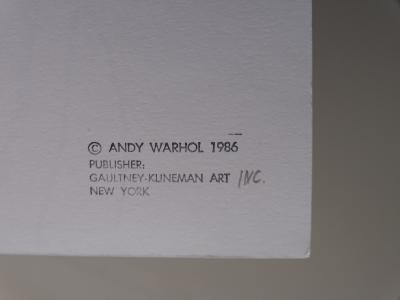 © ANDY WARHOL 1986
PUBLISHER:
GAULTNEY-KLINEMAN ART INC.
NEW YORK